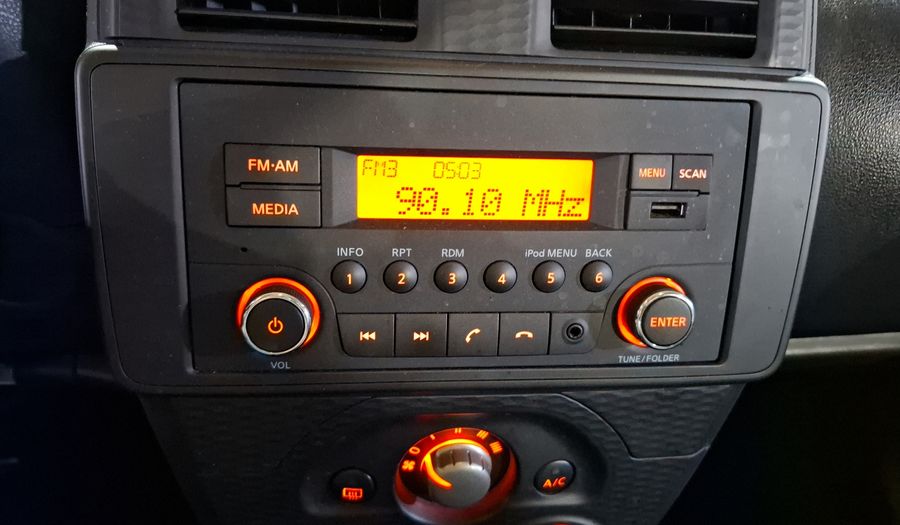 FM3 05:03
90.10 MHz
FM·AM
MEDIA
MENU
SCAN
INFO RPT RDM iPod MENU BACK
1 2 3 4 5 6
ENTER
VOL
TUNE/FOLDER
0
A/C